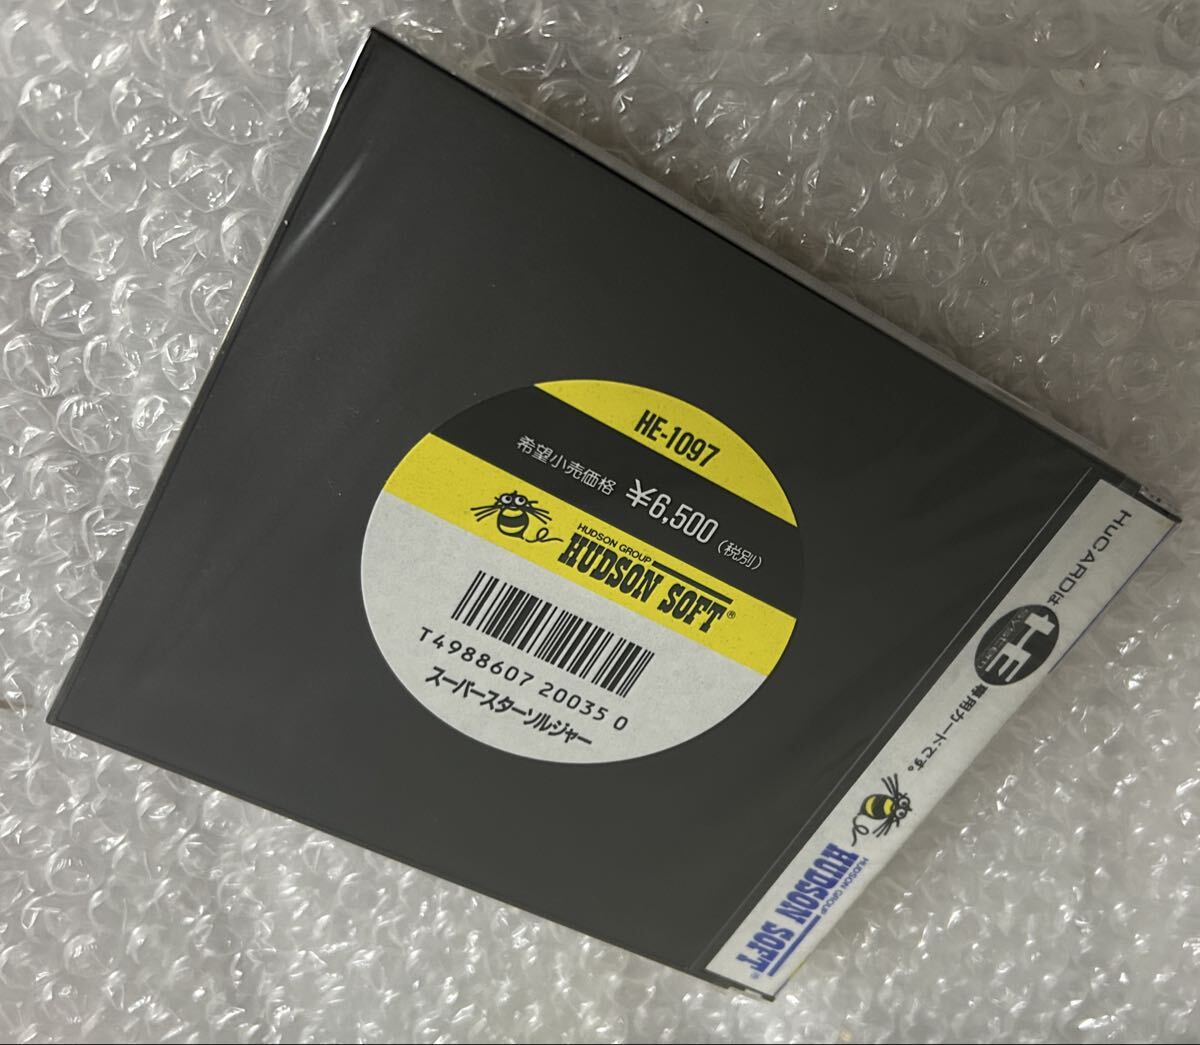 HE-1097
希望小売価格 ¥6,500（税別）
HUDSON GROUP
HUDSON SOFT®
T4988607 20035 0
スーパースターソルジャー
HuCARDは HE system 専用カードです。
HUDSON GROUP
HUDSON SOFT®